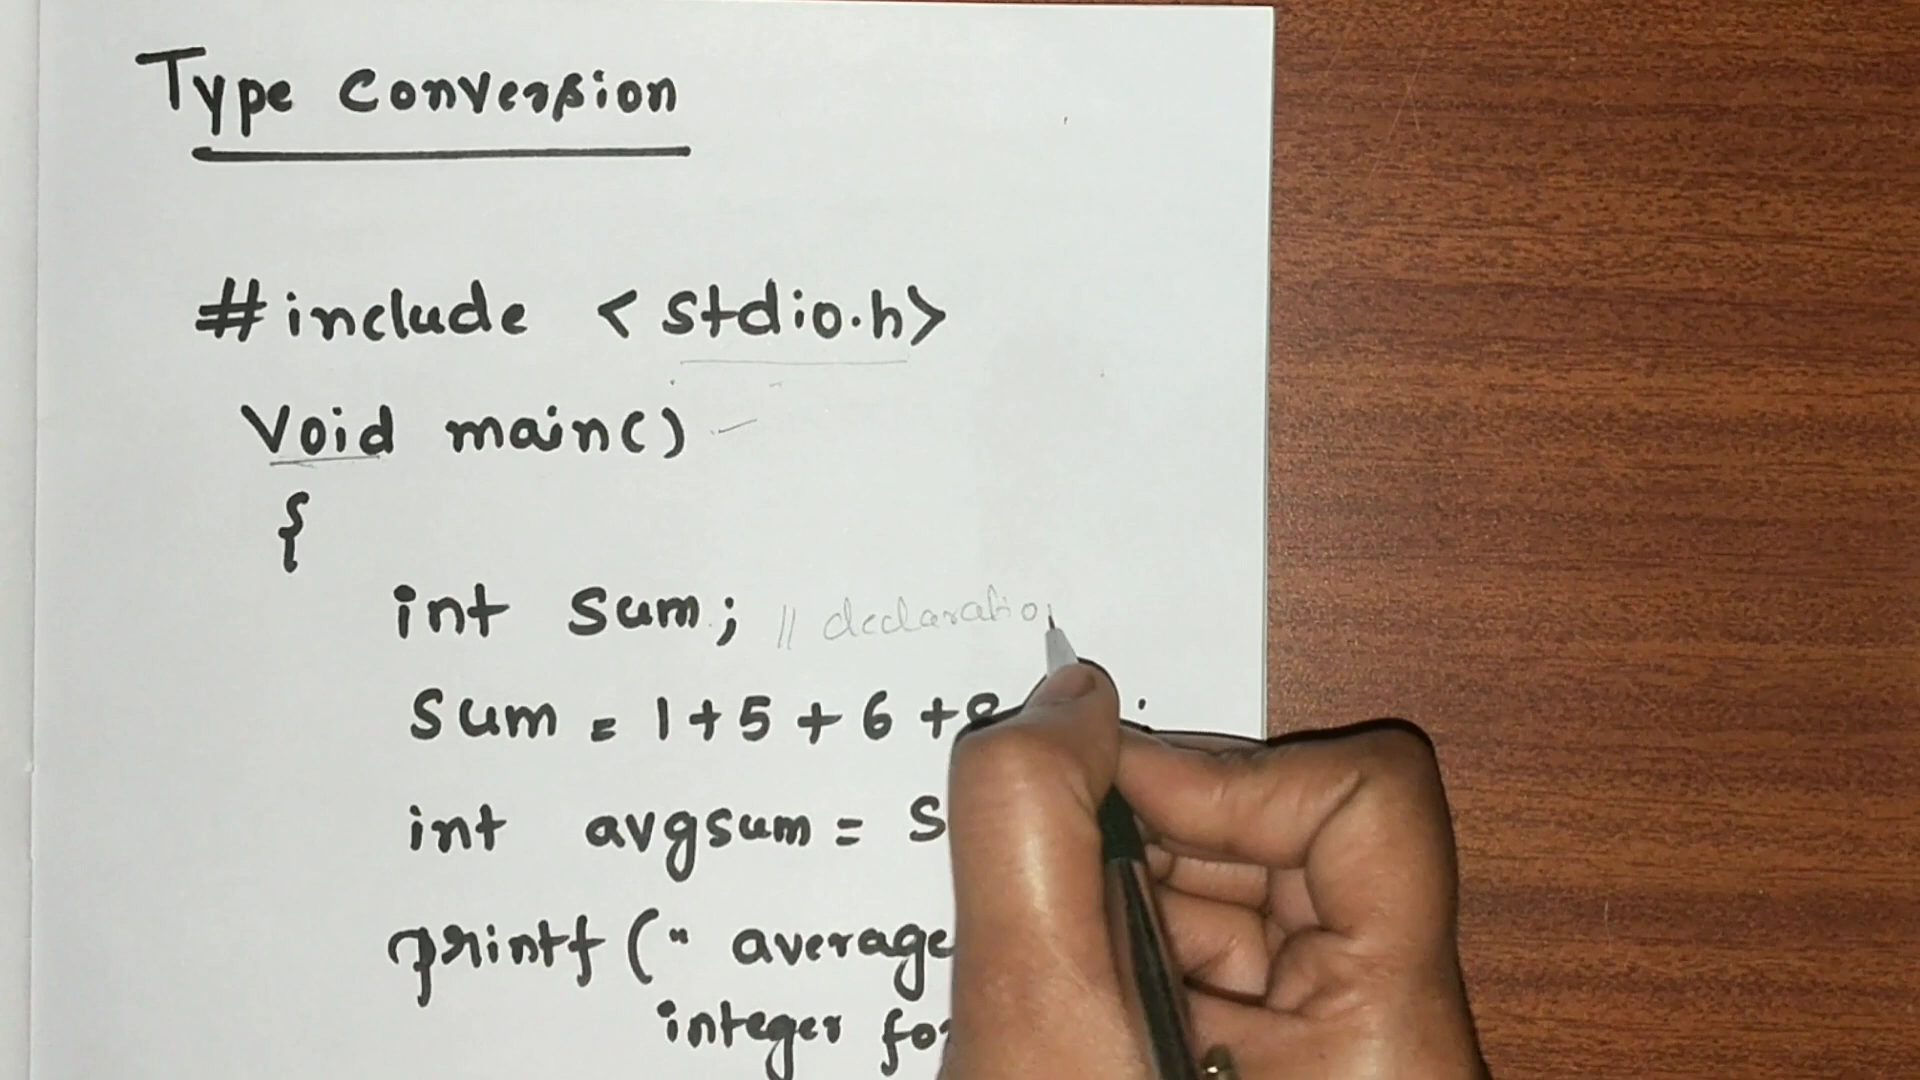 Type Conversion
#include <stdio.h>
Void main()
{
int sum; // declaratio
Sum = 1+5+6+8
int avgsum = S
printf (" average
integer for